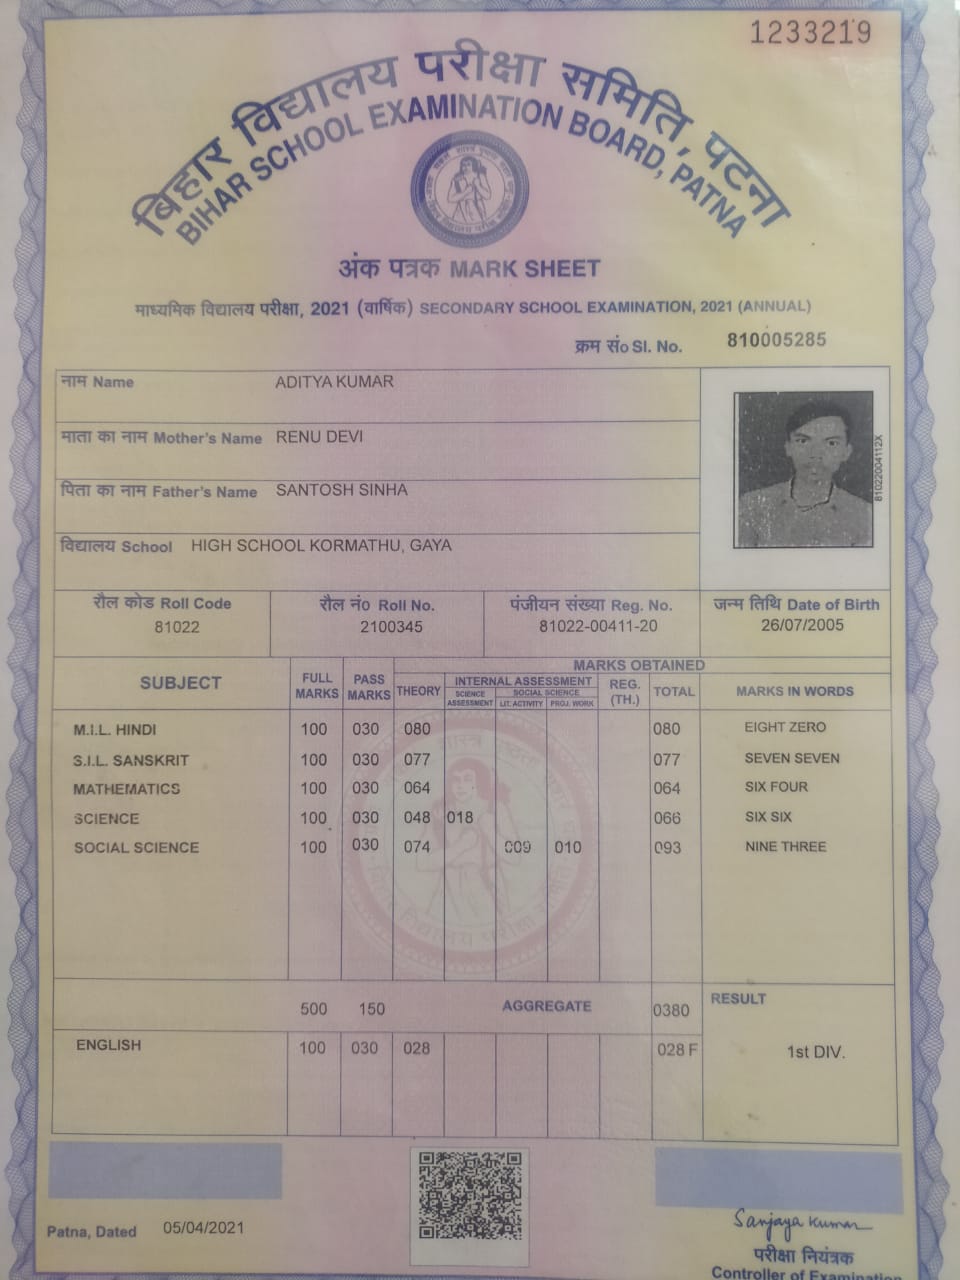 1233219
बिहार विद्यालय परीक्षा समिति, पटना
BIHAR SCHOOL EXAMINATION BOARD, PATNA
अंक पत्रक MARK SHEET
माध्यमिक विद्यालय परीक्षा, 2021 (वार्षिक) SECONDARY SCHOOL EXAMINATION, 2021 (ANNUAL)
क्रम सं० Sl. No. 810005285
नाम Name ADITYA KUMAR
माता का नाम Mother's Name RENU DEVI
पिता का नाम Father's Name SANTOSH SINHA
विद्यालय School HIGH SCHOOL KORMATHU, GAYA
81022004112X
रौल कोड Roll Code रौल नं० Roll No. पंजीयन संख्या Reg. No. जन्म तिथि Date of Birth
81022 2100345 81022-00411-20 26/07/2005
SUBJECT FULL MARKS PASS MARKS MARKS OBTAINED
THEORY INTERNAL ASSESSMENT REG. (TH.) TOTAL MARKS IN WORDS
SCIENCE ASSESSMENT SOCIAL SCIENCE
LIT. ACTIVITY PROJ. WORK
M.I.L. HINDI 100 030 080 080 EIGHT ZERO
S.I.L. SANSKRIT 100 030 077 077 SEVEN SEVEN
MATHEMATICS 100 030 064 064 SIX FOUR
SCIENCE 100 030 048 018 066 SIX SIX
SOCIAL SCIENCE 100 030 074 009 010 093 NINE THREE
500 150 AGGREGATE 0380 RESULT
ENGLISH 100 030 028 028 F 1st DIV.
Patna, Dated 05/04/2021
Sanjaya Kumar
परीक्षा नियंत्रक
Controller of Examination